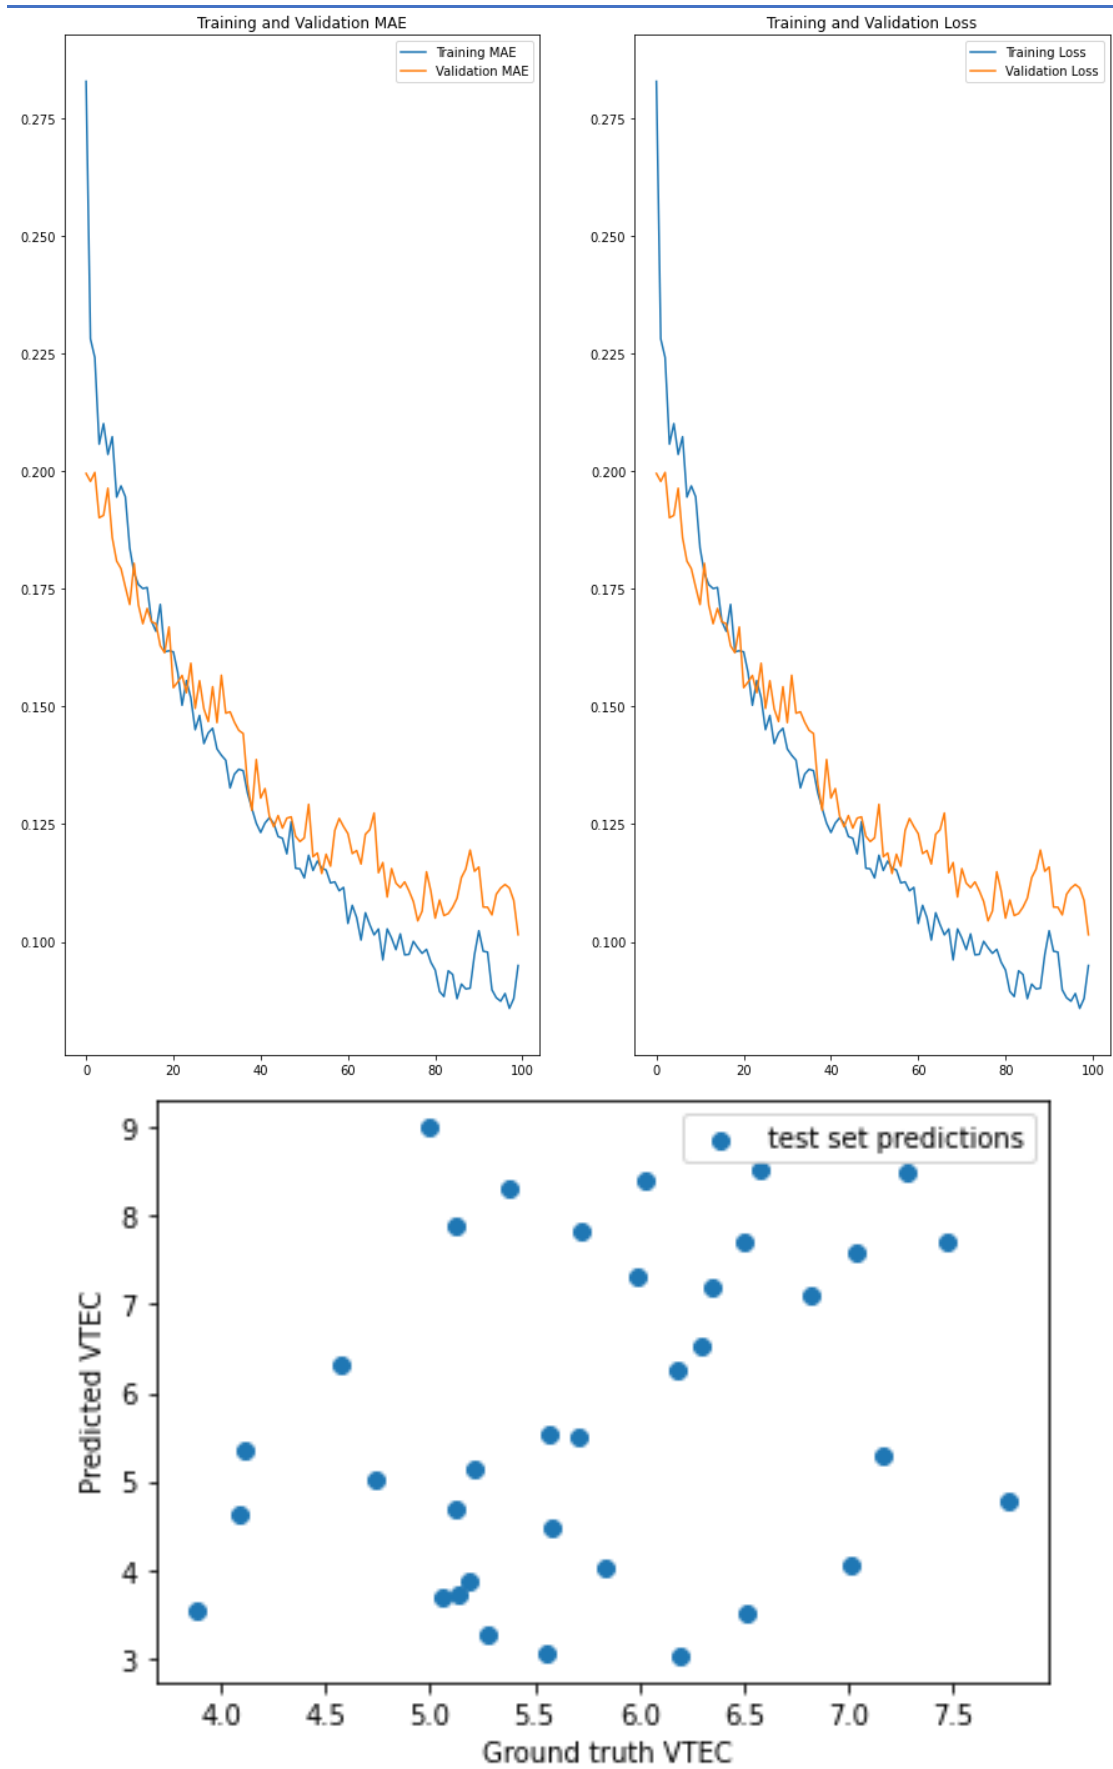 Training and Validation MAE
Training MAE
Validation MAE
0.275
0.250
0.225
0.200
0.175
0.150
0.125
0.100
0 20 40 60 80 100
Training and Validation Loss
Training Loss
Validation Loss
0.275
0.250
0.225
0.200
0.175
0.150
0.125
0.100
0 20 40 60 80 100
test set predictions
Predicted VTEC
9
8
7
6
5
4
3
4.0 4.5 5.0 5.5 6.0 6.5 7.0 7.5
Ground truth VTEC